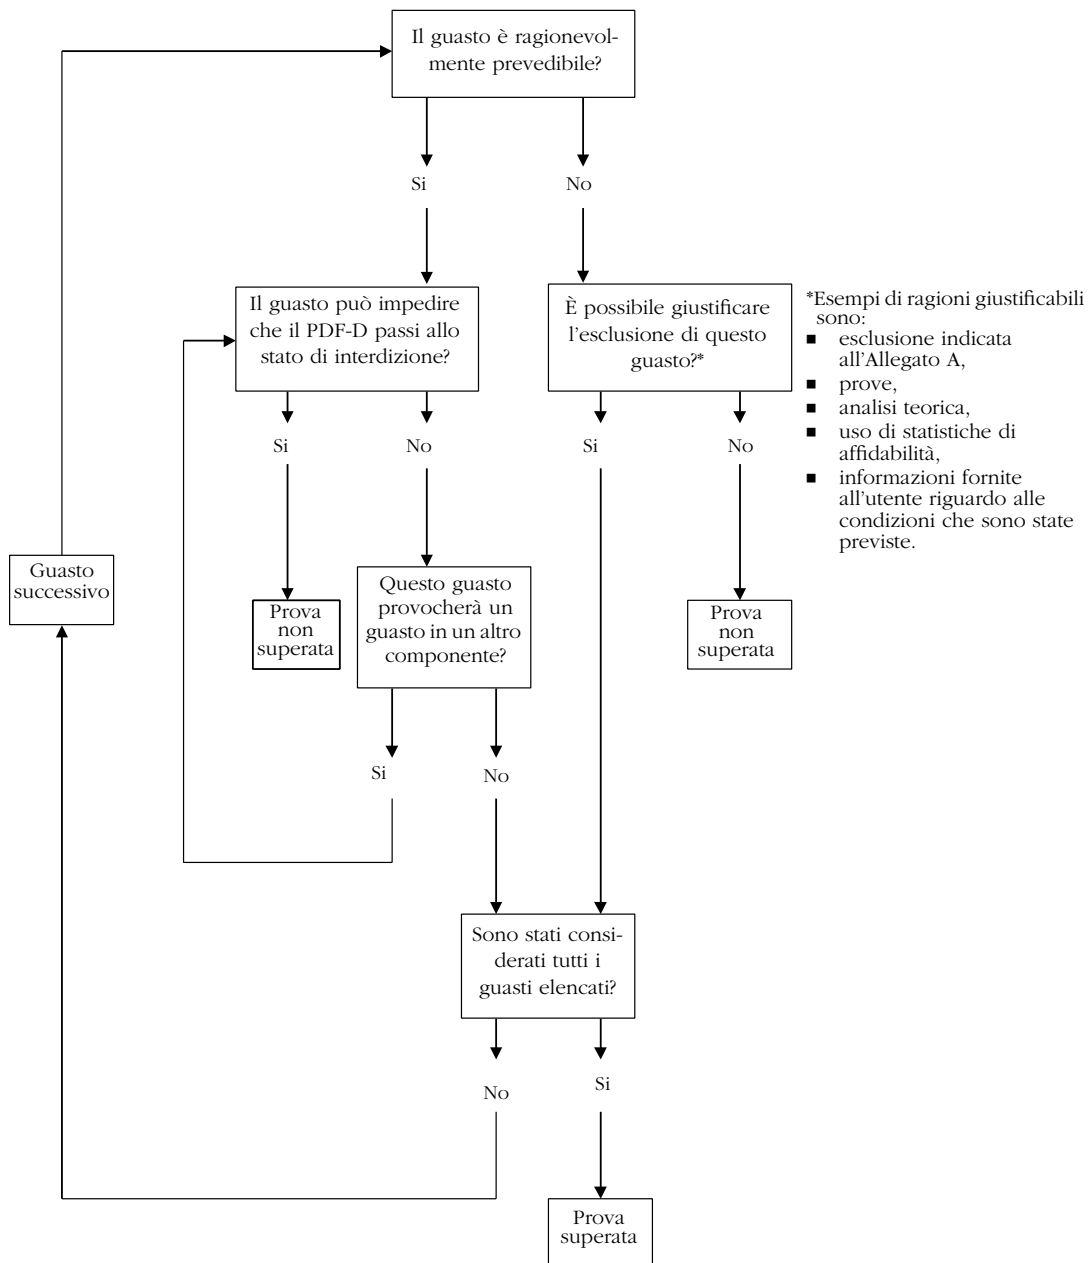 Il guasto è ragionevol-
mente prevedibile?
Si
No
Il guasto può impedire
che il PDF-D passi allo
stato di interdizione?
È possibile giustificare
l'esclusione di questo
guasto?*
*Esempi di ragioni giustificabili
sono:
■ esclusione indicata
all'Allegato A,
■ prove,
■ analisi teorica,
■ uso di statistiche di
affidabilità,
■ informazioni fornite
all'utente riguardo alle
condizioni che sono state
previste.
Si
No
Si
No
Guasto
successivo
Questo guasto
provocherà un
guasto in un altro
componente?
Prova
non
superata
Prova
non
superata
Si
No
Sono stati consi-
derati tutti i
guasti elencati?
No
Si
Prova
superata